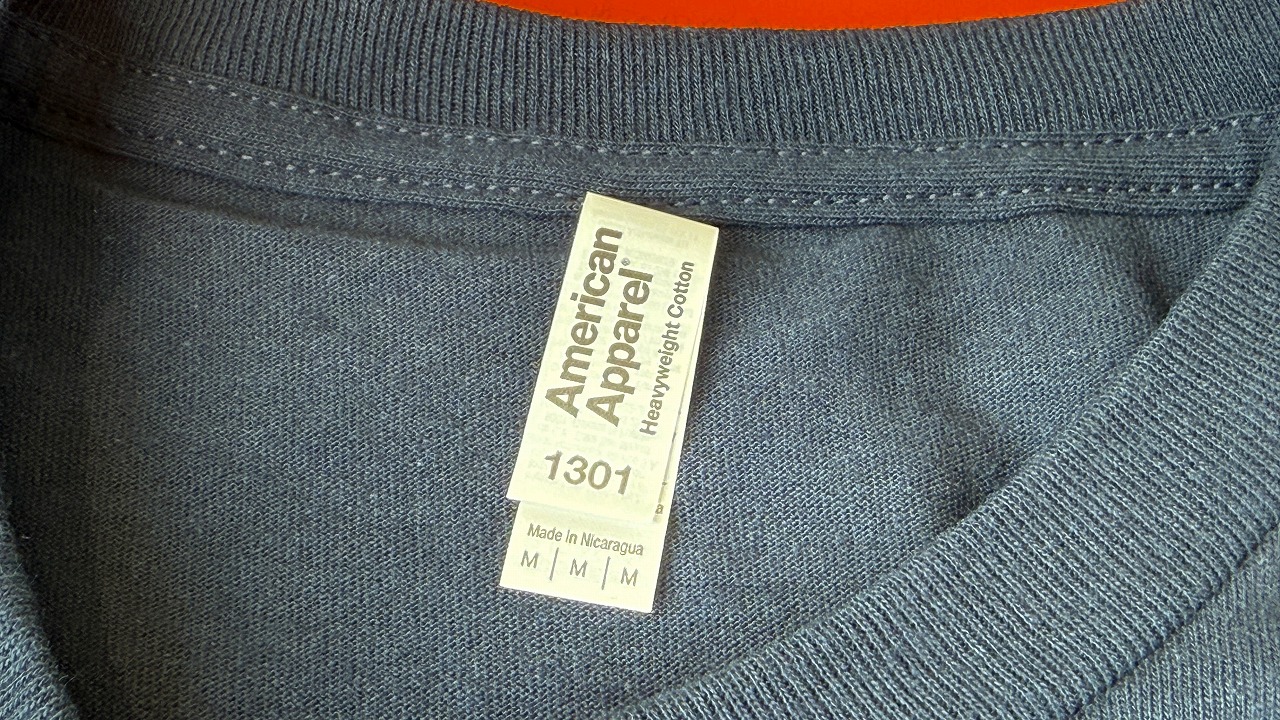 American
Apparel®
Heavyweight Cotton
1301
Made In Nicaragua
M | M | M